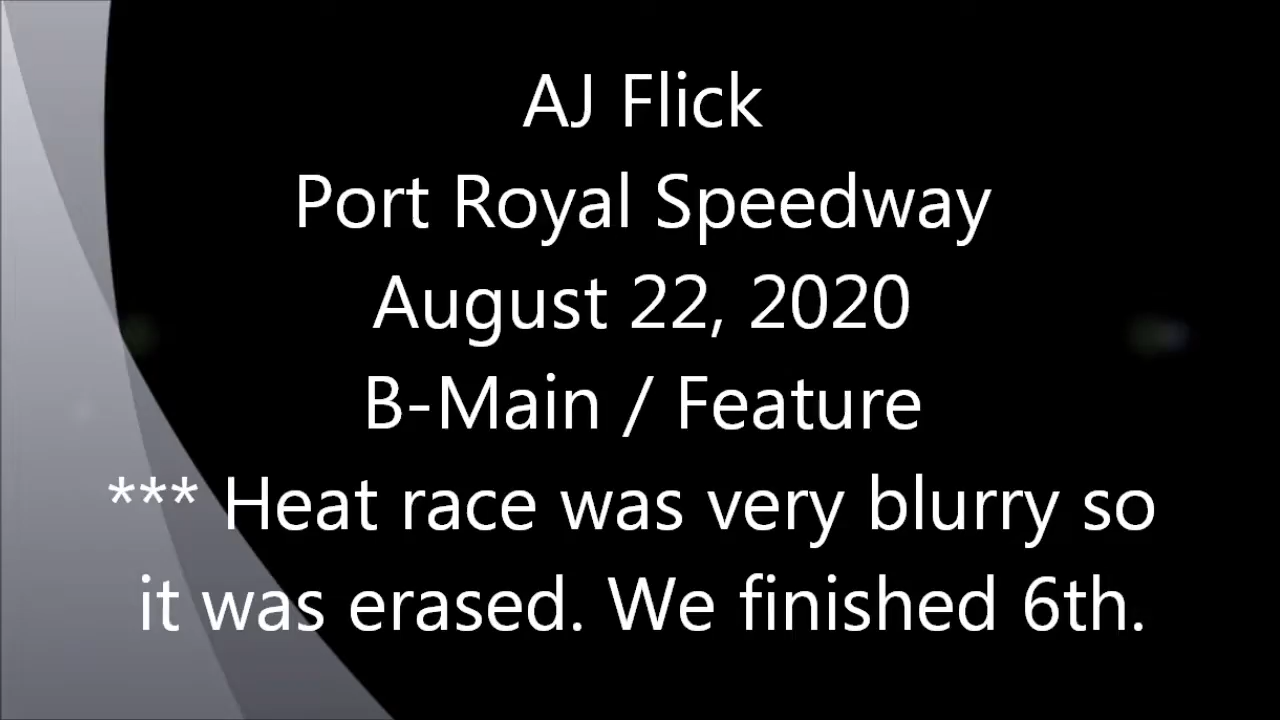 AJ Flick
Port Royal Speedway
August 22, 2020
B-Main / Feature
*** Heat race was very blurry so
it was erased. We finished 6th.